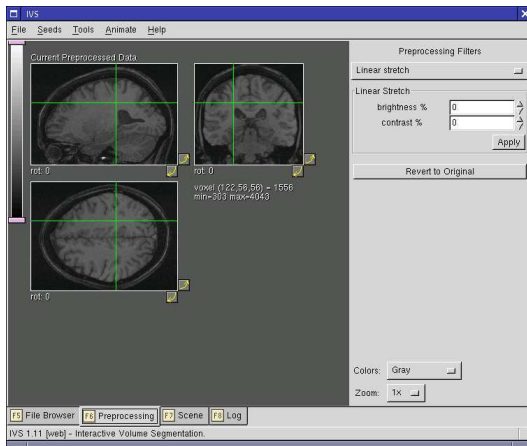 IVS
File Seeds Tools Animate Help
Current Preprocessed Data
rot: 0
rot: 0
voxel (122,56,56) = 1556
min=303 max=4043
rot: 0
Preprocessing Filters
Linear stretch
Linear Stretch
brightness % 0
contrast % 0
Apply
Revert to Original
Colors: Gray
Zoom: 1x
F5 File Browser F6 Preprocessing F7 Scene F8 Log
IVS 1.11 [web] - Interactive Volume Segmentation.